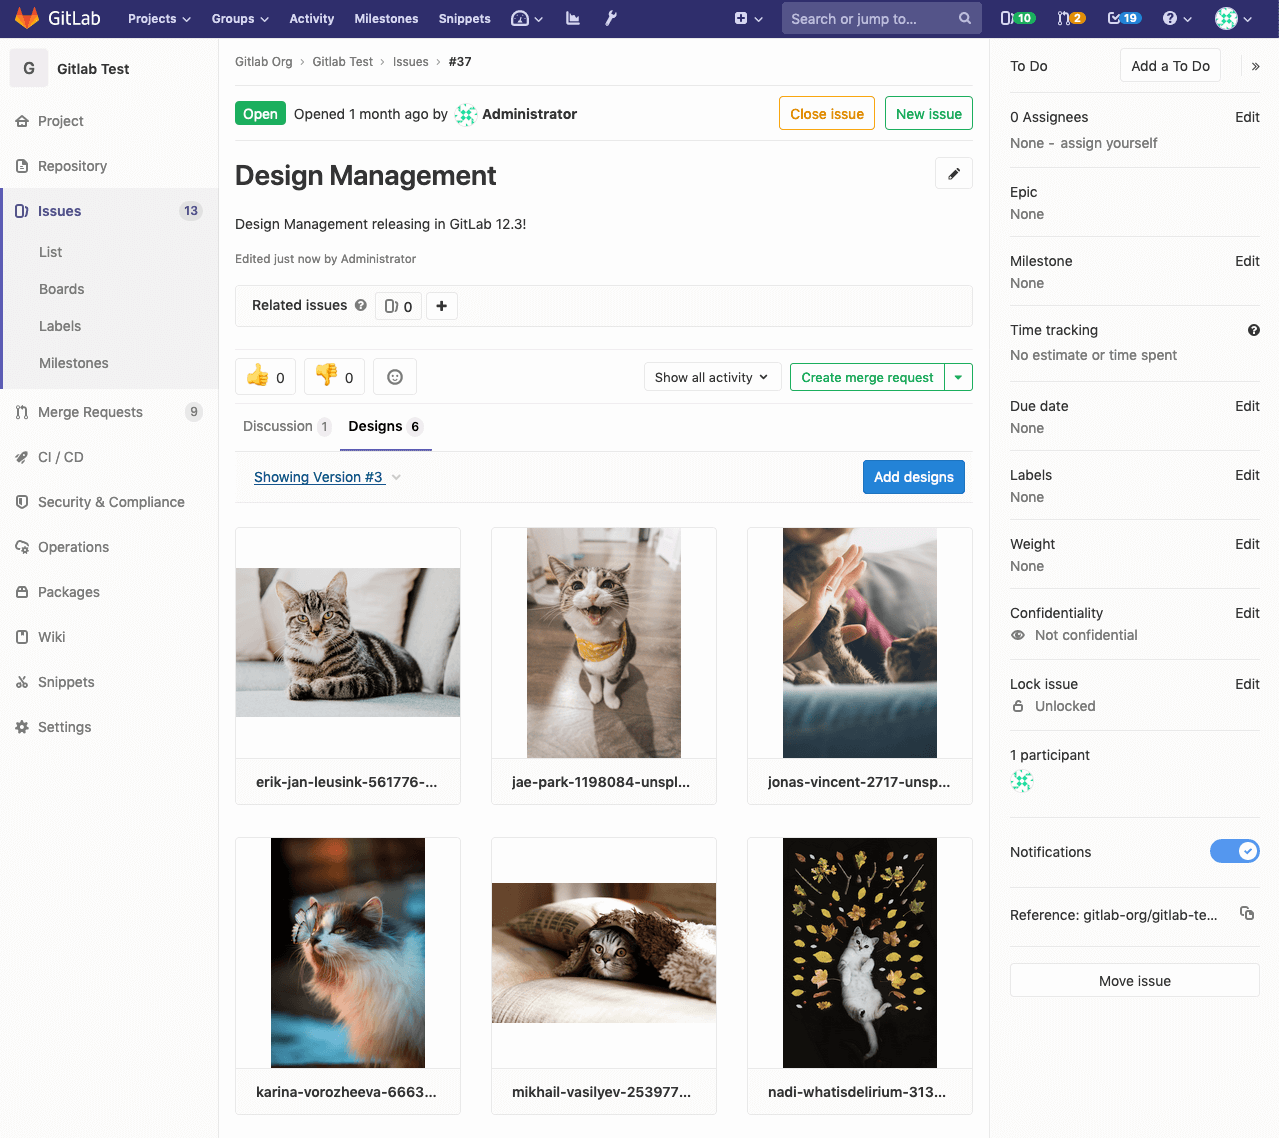 GitLab
Projects
Groups
Activity
Milestones
Snippets
Search or jump to...
10
2
19
G
Gitlab Test
Project
Repository
Issues 13
List
Boards
Labels
Milestones
Merge Requests 9
CI / CD
Security & Compliance
Operations
Packages
Wiki
Snippets
Settings
Gitlab Org › Gitlab Test › Issues › #37
Open Opened 1 month ago by Administrator
Close issue
New issue
Design Management
Design Management releasing in GitLab 12.3!
Edited just now by Administrator
Related issues 0
0
0
Show all activity
Create merge request
Discussion 1
Designs 6
Showing Version #3
Add designs
erik-jan-leusink-561776-...
jae-park-1198084-unspl...
jonas-vincent-2717-unsp...
karina-vorozheeva-6663...
mikhail-vasilyev-253977...
nadi-whatisdelirium-313...
To Do
Add a To Do
0 Assignees Edit
None - assign yourself
Epic
None
Milestone Edit
None
Time tracking
No estimate or time spent
Due date Edit
None
Labels Edit
None
Weight Edit
None
Confidentiality Edit
Not confidential
Lock issue Edit
Unlocked
1 participant
Notifications
Reference: gitlab-org/gitlab-te...
Move issue